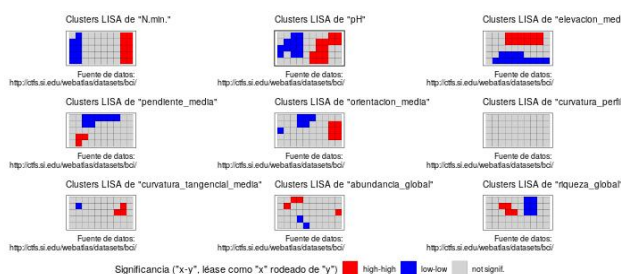 Clusters LISA de "N.min."
Clusters LISA de "pH"
Clusters LISA de "elevacion_med
Fuente de datos:
http://ctfs.si.edu/webatlas/datasets/bci/
Fuente de datos:
http://ctfs.si.edu/webatlas/datasets/bci/
Fuente de datos:
http://ctfs.si.edu/webatlas/datasets/bci/
Clusters LISA de "pendiente_media"
Clusters LISA de "orientacion_media"
Clusters LISA de "curvatura_perfil
Fuente de datos:
http://ctfs.si.edu/webatlas/datasets/bci/
Fuente de datos:
http://ctfs.si.edu/webatlas/datasets/bci/
Fuente de datos:
http://ctfs.si.edu/webatlas/datasets/bci/
Clusters LISA de "curvatura_tangencial_media"
Clusters LISA de "abundancia_global"
Clusters LISA de "riqueza_global"
Fuente de datos:
http://ctfs.si.edu/webatlas/datasets/bci/
Fuente de datos:
http://ctfs.si.edu/webatlas/datasets/bci/
Fuente de datos:
http://ctfs.si.edu/webatlas/datasets/bci/
Significancia ("x-y", léase como "x" rodeado de "y") high-high low-low not signif.